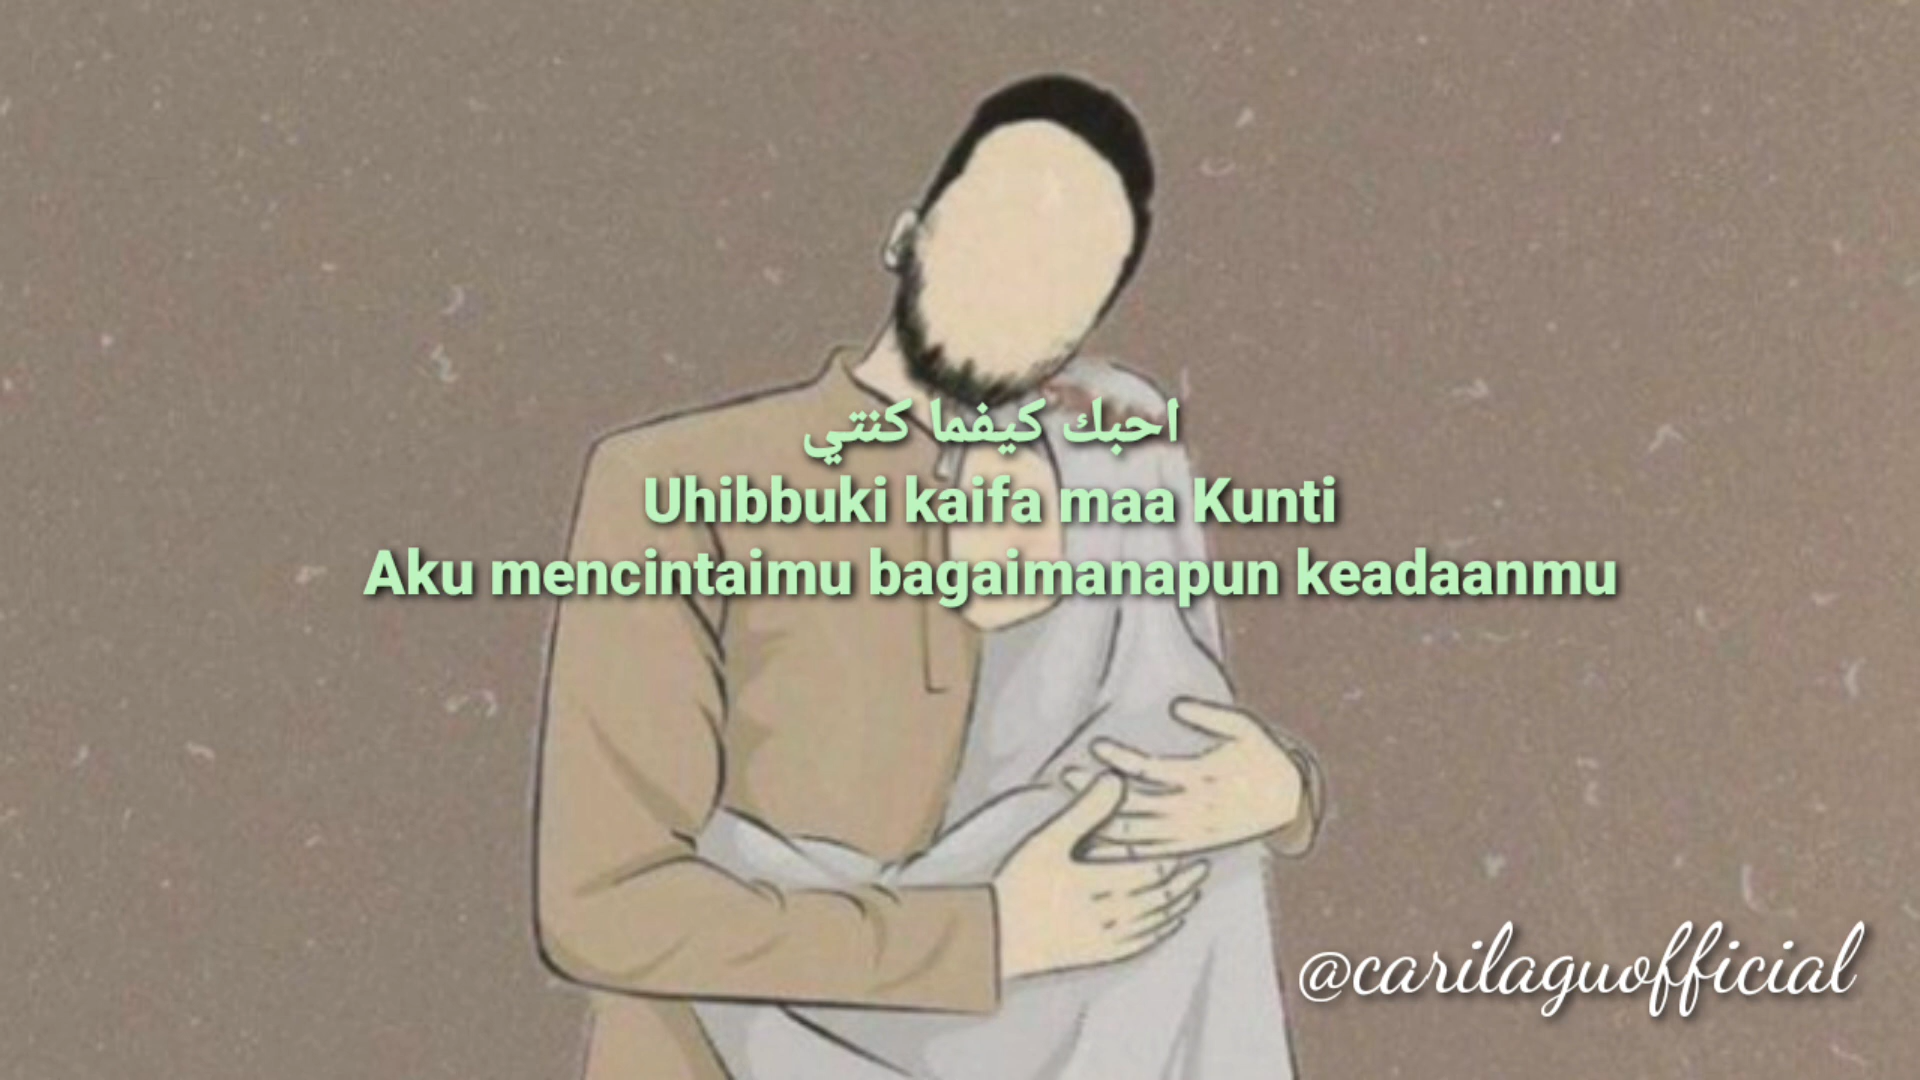 احبك كيفما كنتي
Uhibbuki kaifa maa Kunti
Aku mencintaimu bagaimanapun keadaanmu
@carilaguofficial